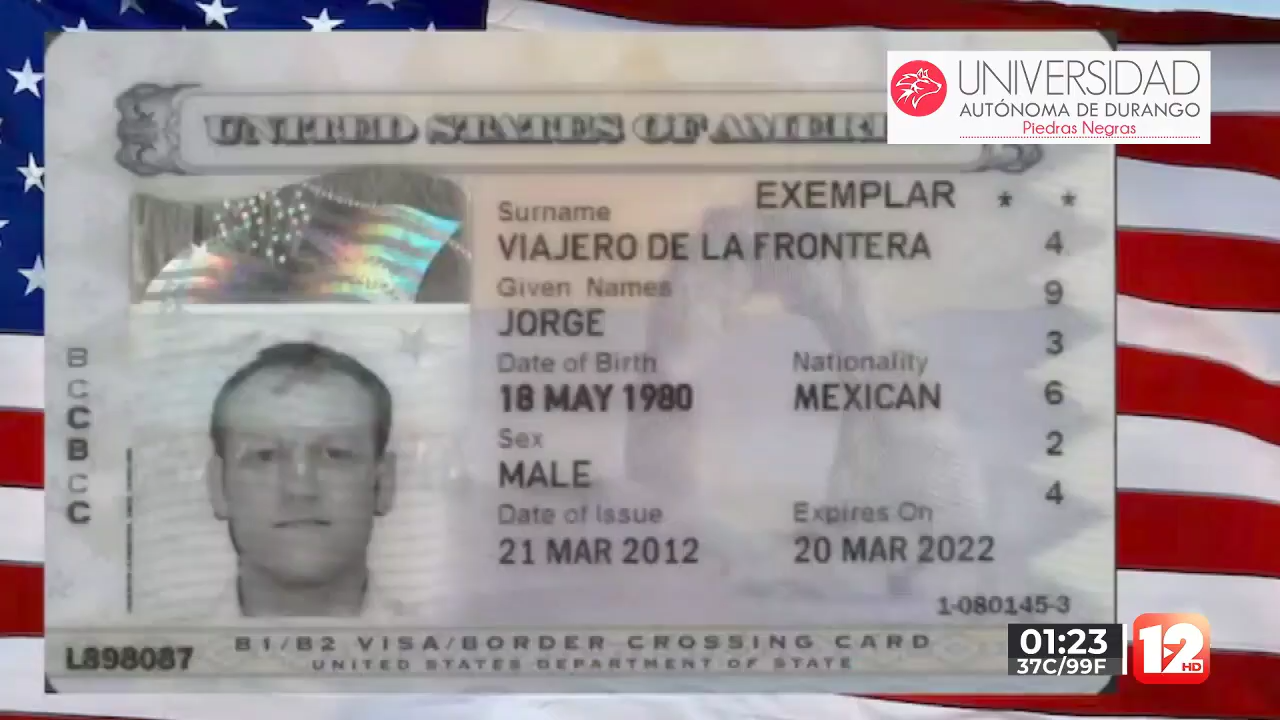 UNIVERSIDAD
AUTÓNOMA DE DURANGO
Piedras Negras
UNITED STATES OF AMERI
EXEMPLAR * *
Surname
VIAJERO DE LA FRONTERA
Given Names
JORGE
Date of Birth
18 MAY 1980
Nationality
MEXICAN
Sex
MALE
Date of Issue
21 MAR 2012
Expires On
20 MAR 2022
4
9
3
6
2
4
B
C
C
B
C
C
1-080145-3
L898087
B1/B2 VISA/BORDER CROSSING CARD
UNITED STATES DEPARTMENT OF STATE
01:23
37C/99F
12
HD